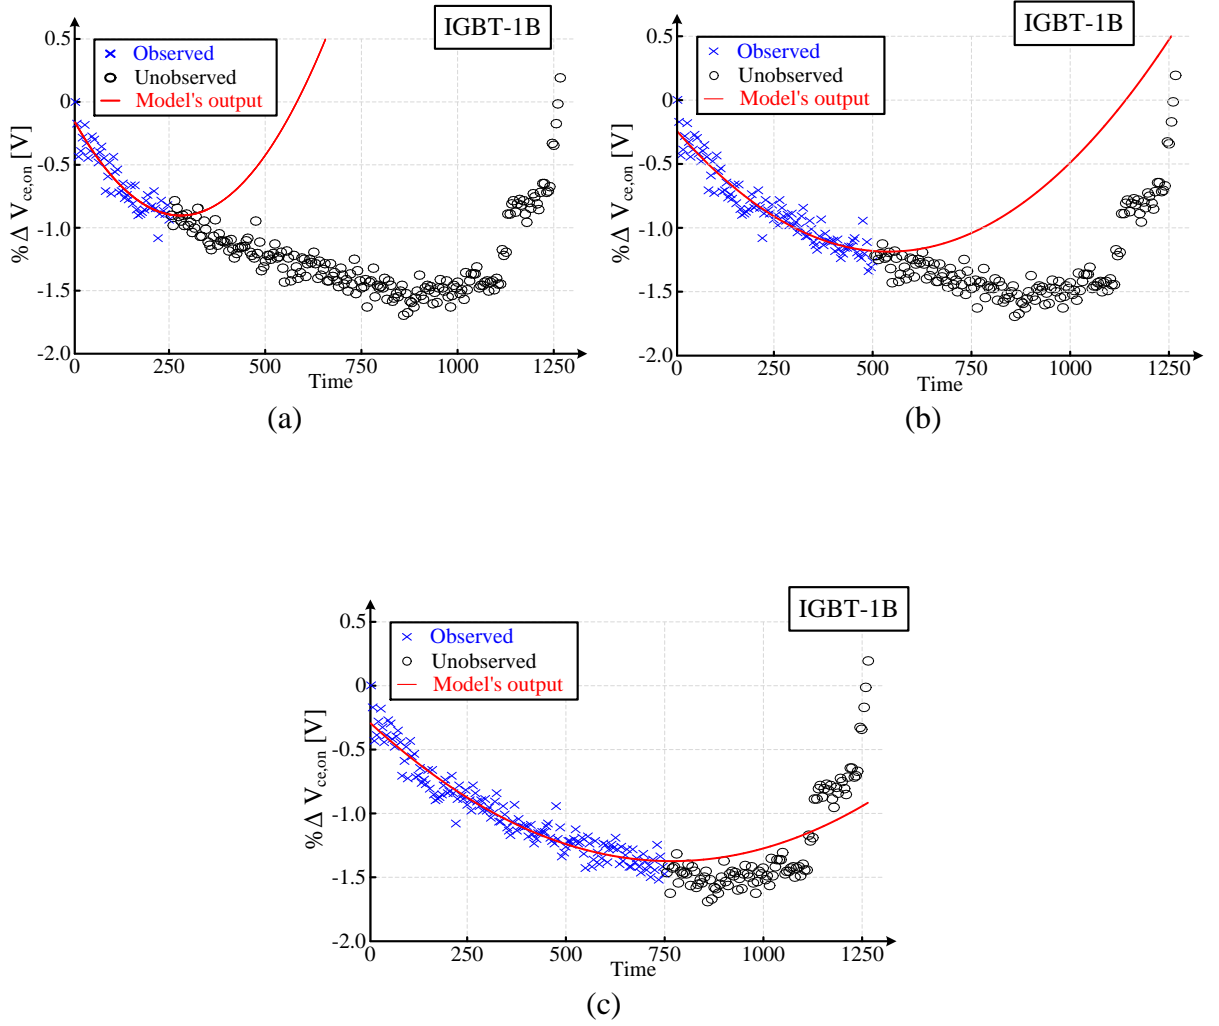 IGBT-1B
Observed
Unobserved
Model's output
0.5
0
-0.5
-1.0
-1.5
-2.0
% Δ V_ce,on [V]
0 250 500 750 1000 1250
Time
(a)
IGBT-1B
Observed
Unobserved
Model's output
0.5
0
-0.5
-1.0
-1.5
-2.0
% Δ V_ce,on [V]
0 250 500 750 1000 1250
Time
(b)
IGBT-1B
Observed
Unobserved
Model's output
0.5
0
-0.5
-1.0
-1.5
-2.0
% Δ V_ce,on [V]
0 250 500 750 1000 1250
Time
(c)